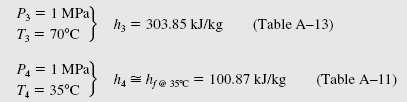 P₃ = 1 MPa
T₃ = 70°C } h₃ = 303.85 kJ/kg (Table A–13)
P₄ = 1 MPa
T₄ = 35°C } h₄ ≅ hf @ 35°C = 100.87 kJ/kg (Table A–11)